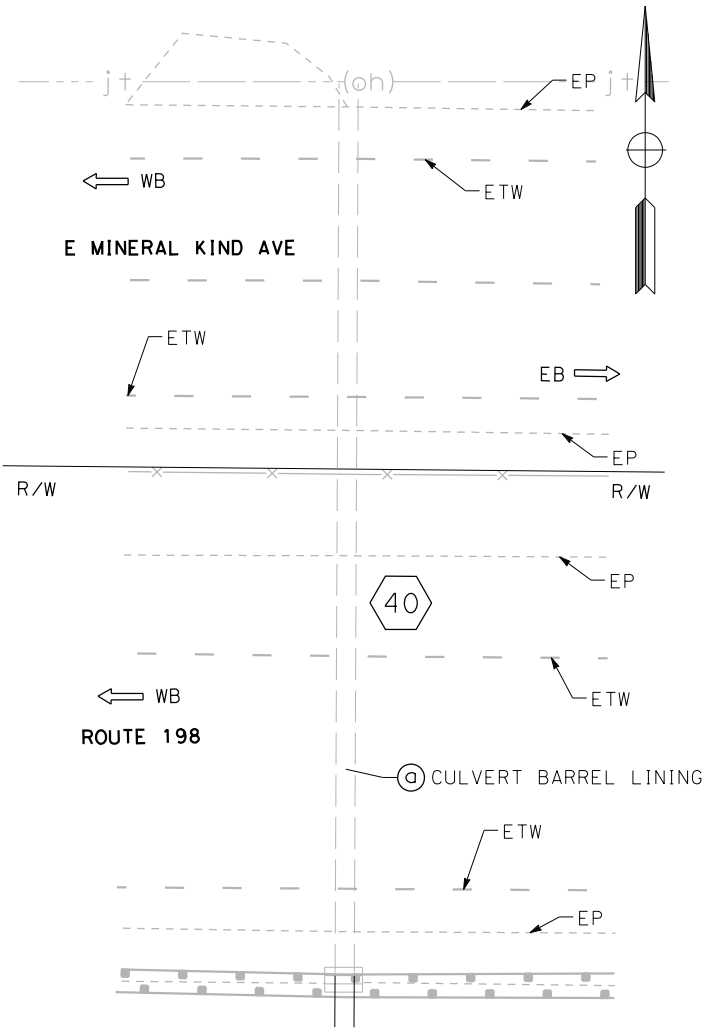 jt (oh) jt
EP
WB
ETW
E MINERAL KIND AVE
ETW
EB
EP
R/W R/W
EP
40
ETW
WB
ROUTE 198
a CULVERT BARREL LINING
ETW
EP